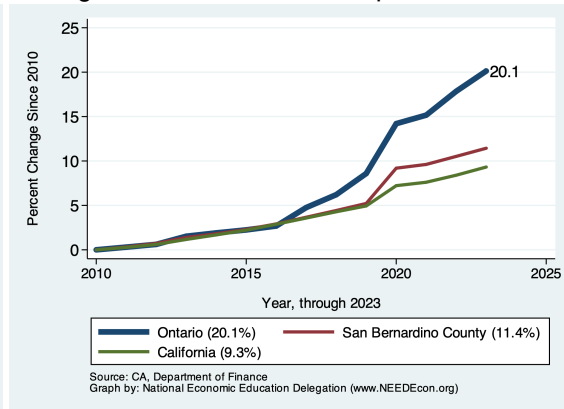 25
20
15
10
5
0
Percent Change Since 2010
20.1
2010
2015
2020
2025
Year, through 2023
Ontario (20.1%)
San Bernardino County (11.4%)
California (9.3%)
Source: CA, Department of Finance
Graph by: National Economic Education Delegation (www.NEEDEcon.org)